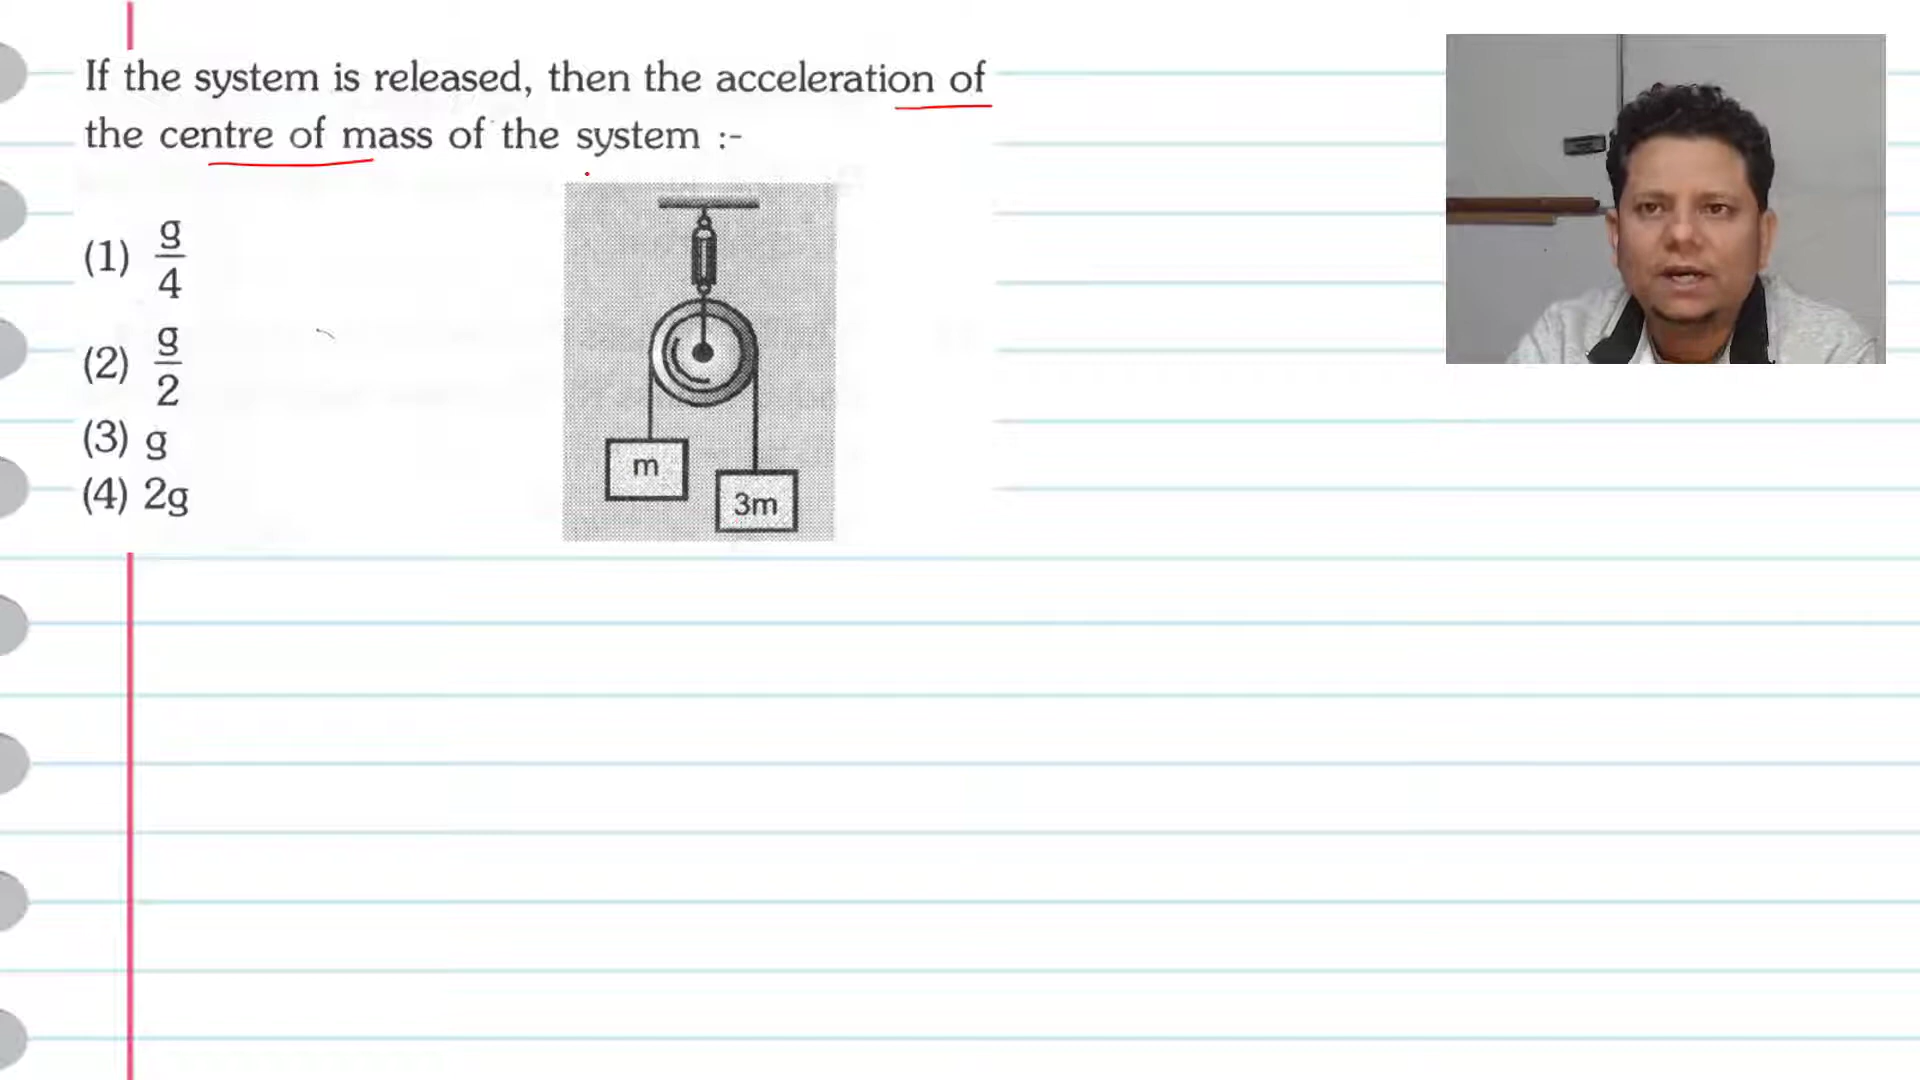 If the system is released, then the acceleration of
the centre of mass of the system :-
(1) g/4
(2) g/2
(3) g
(4) 2g
m
3m